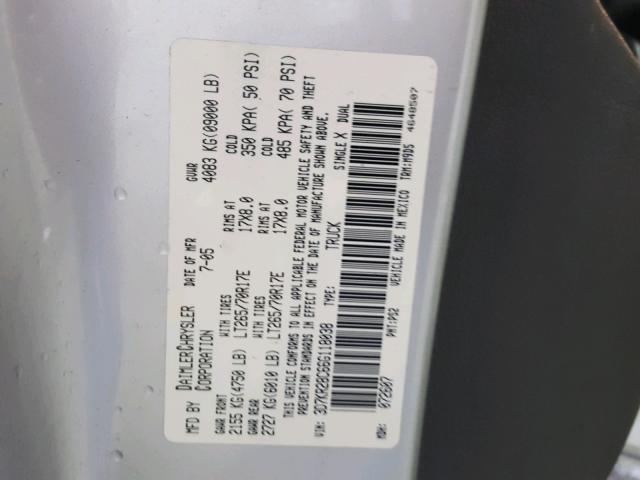 MFD BY DAIMLERCHRYSLER CORPORATION DATE OF MFR 7-05 GVWR 4083 KG(09000 LB)
GAWR FRONT WITH TIRES RIMS AT COLD
2155 KG(4750 LB) LT265/70R17E 17X8.0 350 KPA( 50 PSI)
GAWR REAR WITH TIRES RIMS AT COLD
2727 KG(6010 LB) LT265/70R17E 17X8.0 485 KPA( 70 PSI)
THIS VEHICLE CONFORMS TO ALL APPLICABLE FEDERAL MOTOR VEHICLE SAFETY AND THEFT
PREVENTION STANDARDS IN EFFECT ON THE DATE OF MANUFACTURE SHOWN ABOVE.
VIN: 3D7KR28C66G110030 TYPE: TRUCK SINGLE X DUAL
MDH: 072607 PNT:PS2 VEHICLE MADE IN MEXICO TRM:M9D5 4648507